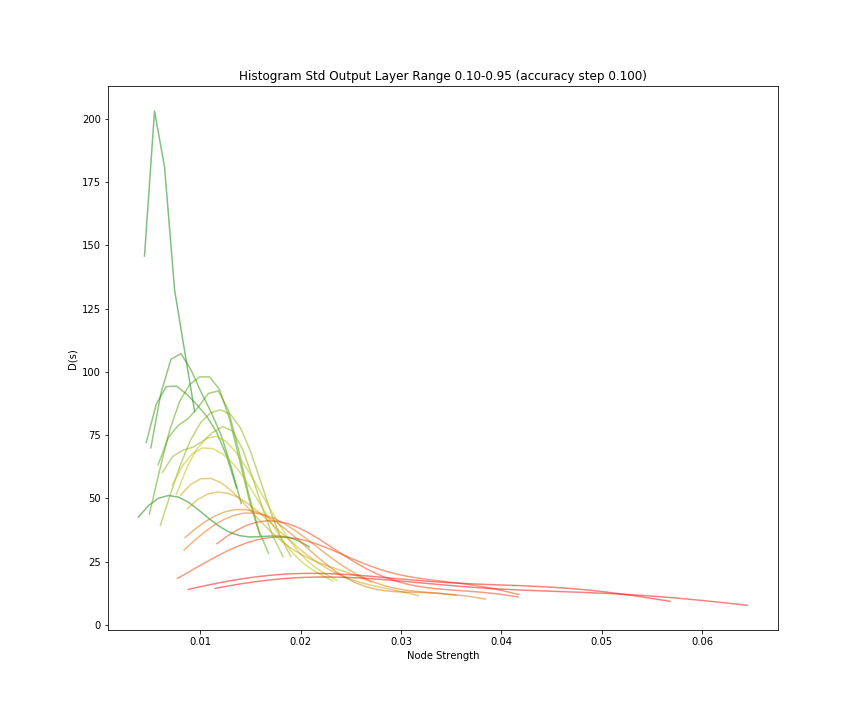 Histogram Std Output Layer Range 0.10-0.95 (accuracy step 0.100)
200
175
150
125
100
75
50
25
0
D(s)
0.01 0.02 0.03 0.04 0.05 0.06
Node Strength